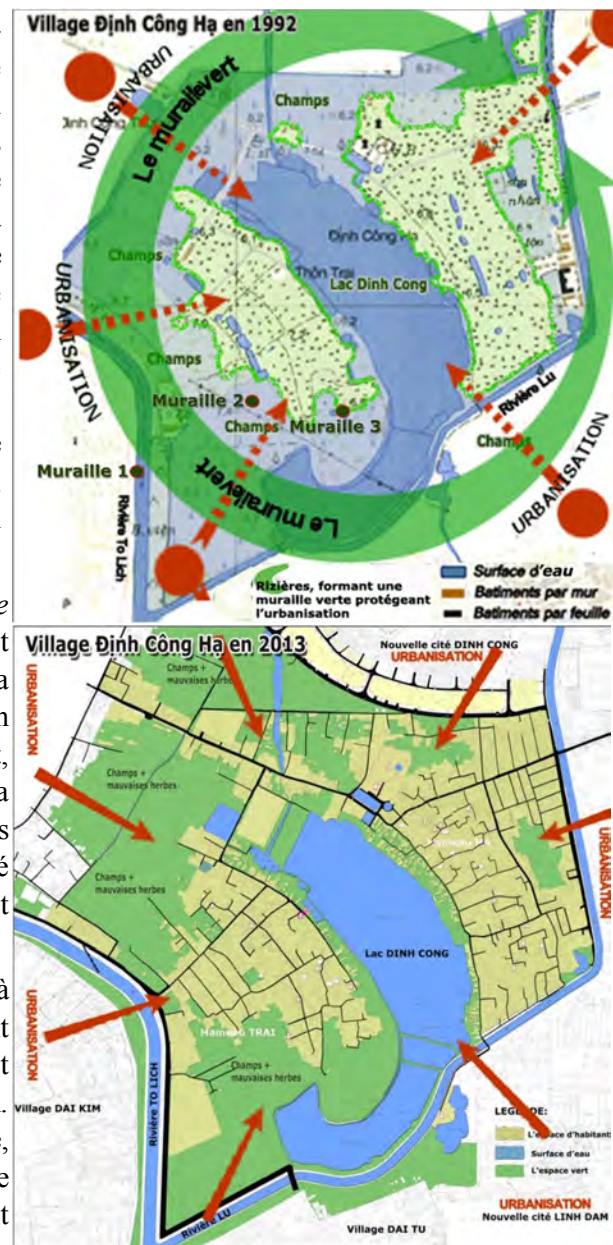 Village Định Công Hạ en 1992
URBANISATION
Le muraillevert
Champs
6,2
Champs
Định Công Hạ
Thôn Trại
Lac Dinh Cong
URBANISATION
Champs
Muraille 2
Champs
Muraille 3
Rivière Lu
Champs
Muraille 1
Rivière To Lich
Le muraillevert
URBANISATION
Rizières, formant une
muraille verte protégeant
l'urbanisation
Surface d'eau
Batiments par mur
Batiments par feuille
Village Định Công Hạ en 2013
Nouvelle cité DINH CONG
URBANISATION
URBANISATION
Champs +
mauvaises herbes
Champs +
mauvaises herbes
Champs +
mauvaises herbes
URBANISATION
Lac DINH CONG
URBANISATION
Hameau TRAI
Champs +
mauvaises herbes
Village DAI KIM
Rivière TO LICH
LEGENDE:
L'espace d'habitant
Surface d'eau
L'espace vert
URBANISATION
Nouvelle cité LINH DAM
Rivière LU
Village DAI TU